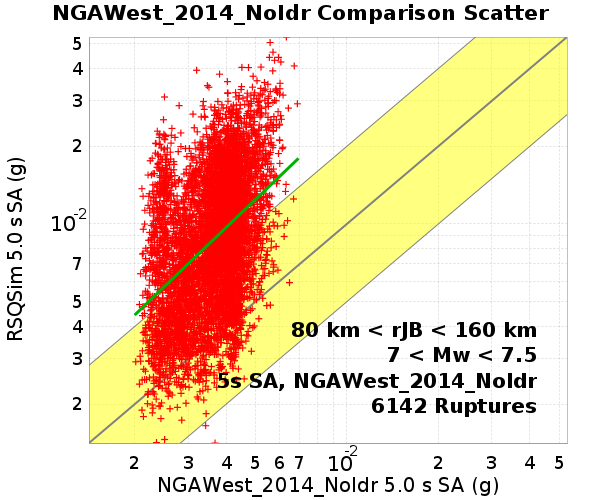 NGAWest_2014_NoIdr Comparison Scatter
5
4
3
2
10-2
7
5
4
3
2
RSQSim 5.0 s SA (g)
80 km < rJB < 160 km
7 < Mw < 7.5
5s SA, NGAWest_2014_NoIdr
6142 Ruptures
2 3 4 5 6 7 10-2 2 3 4 5
NGAWest_2014_NoIdr 5.0 s SA (g)